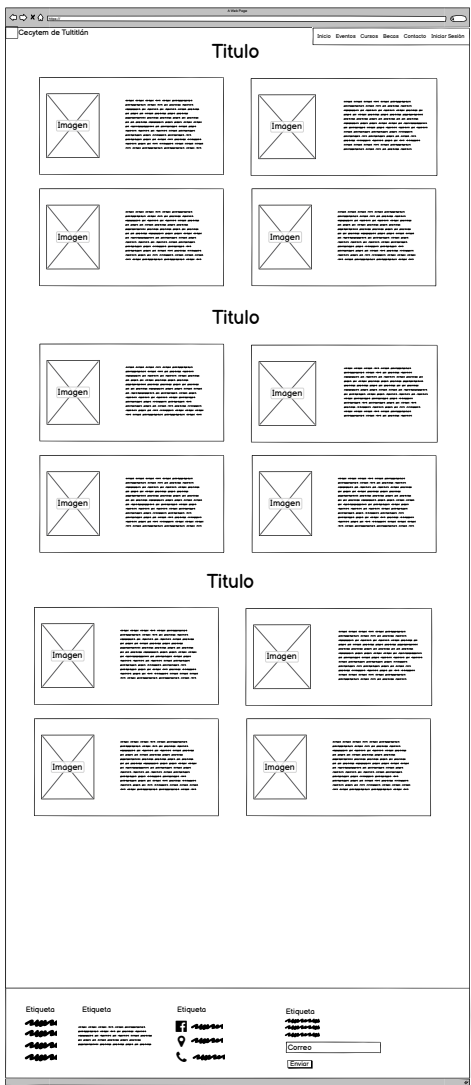 A Web Page
https://
Cecytem de Tultitlán
Inicio Eventos Cursos Becas Contacto Iniciar Sesión
Titulo
Imagen
Imagen
Imagen
Imagen
Titulo
Imagen
Imagen
Imagen
Imagen
Titulo
Imagen
Imagen
Imagen
Imagen
Etiqueta Etiqueta Etiqueta Etiqueta
Correo
Enviar